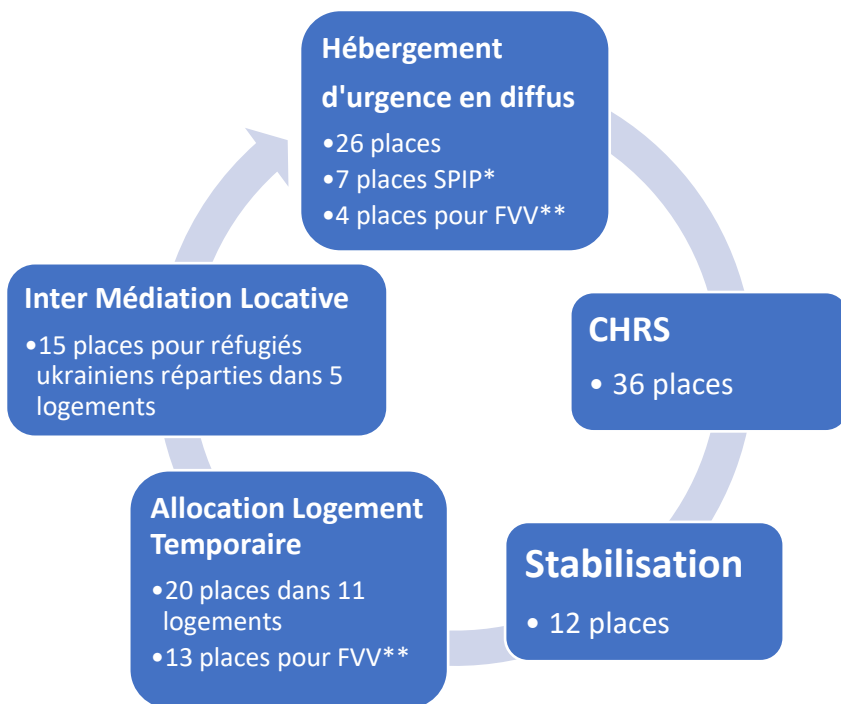 Hébergement
d'urgence en diffus
•26 places
•7 places SPIP*
•4 places pour FVV**
CHRS
• 36 places
Stabilisation
• 12 places
Allocation Logement
Temporaire
•20 places dans 11
logements
•13 places pour FVV**
Inter Médiation Locative
•15 places pour réfugiés
ukrainiens réparties dans 5
logements